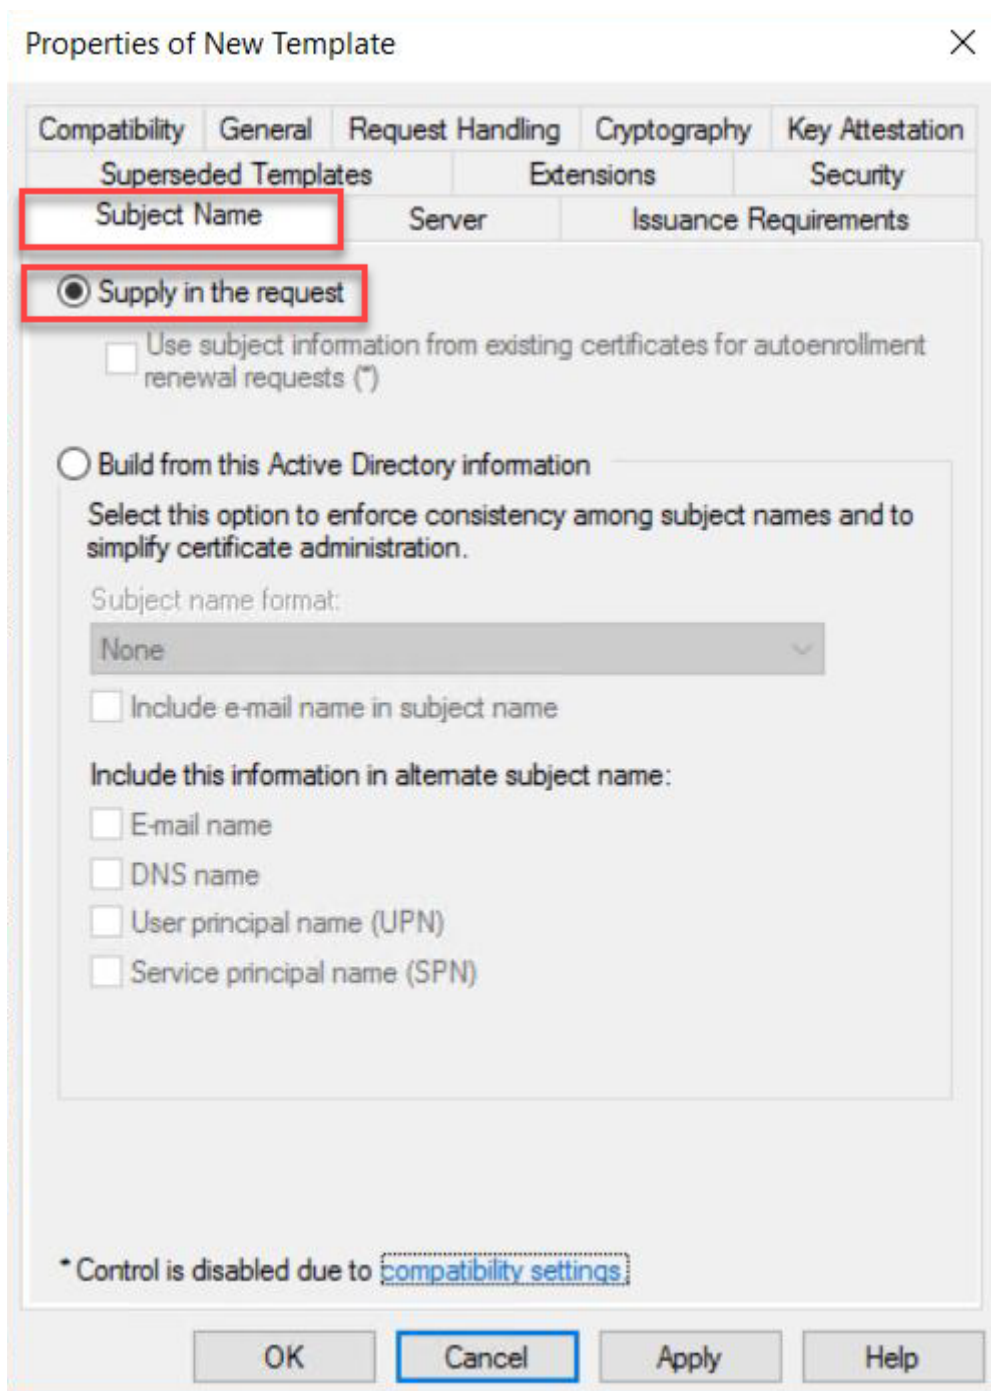 Properties of New Template
Compatibility General Request Handling Cryptography Key Attestation
Superseded Templates Extensions Security
Subject Name Server Issuance Requirements
Supply in the request
Use subject information from existing certificates for autoenrollment
renewal requests (*)
Build from this Active Directory information
Select this option to enforce consistency among subject names and to
simplify certificate administration.
Subject name format:
None
Include e-mail name in subject name
Include this information in alternate subject name:
E-mail name
DNS name
User principal name (UPN)
Service principal name (SPN)
* Control is disabled due to compatibility settings.
OK Cancel Apply Help